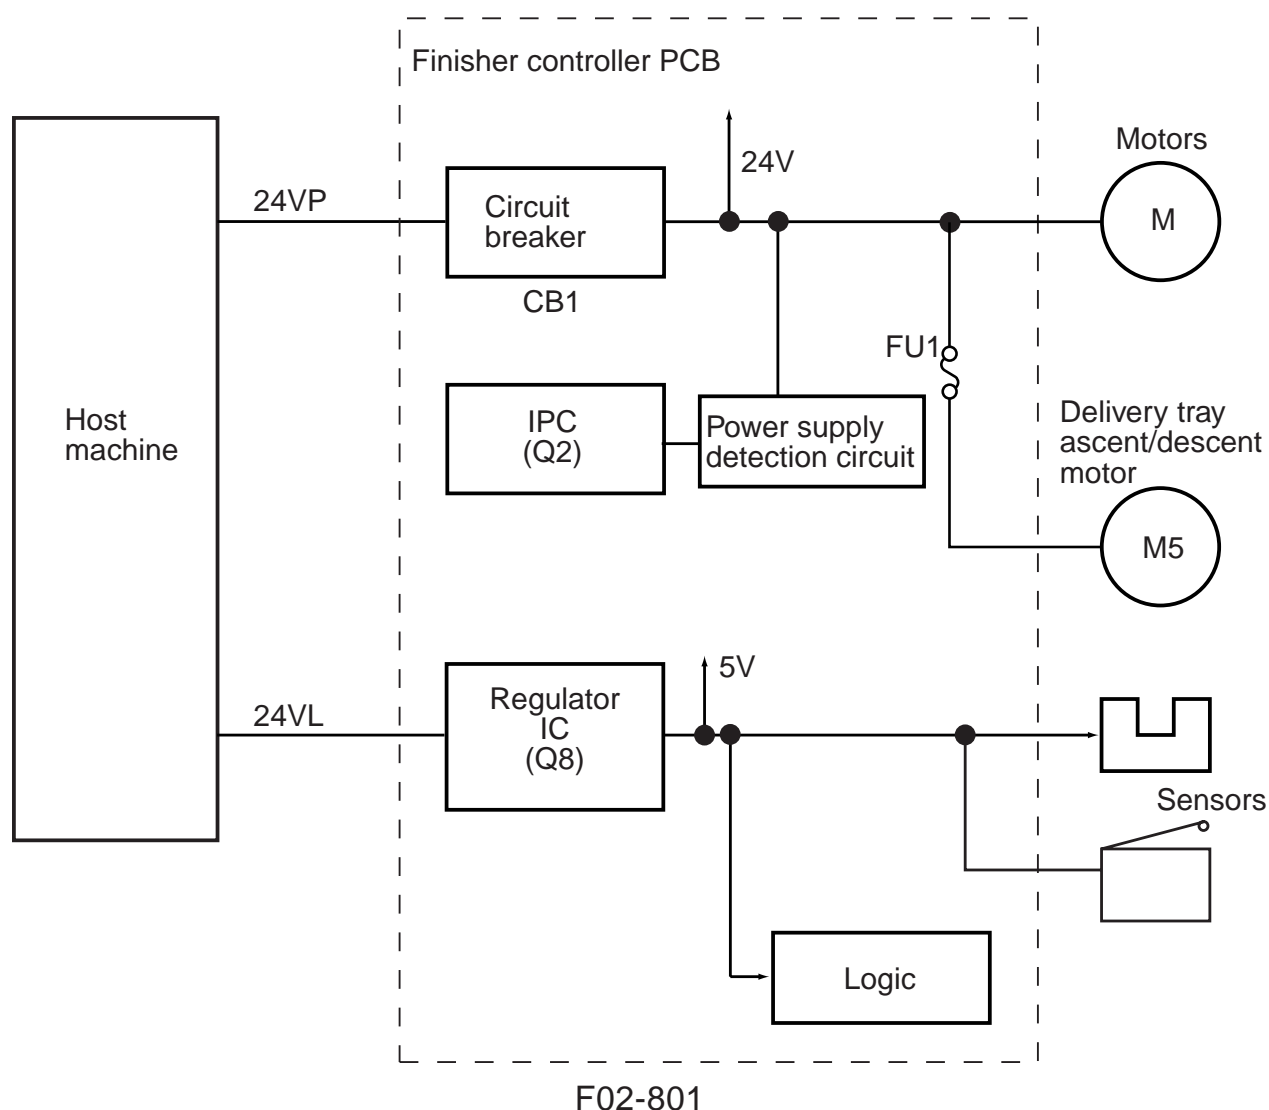 Finisher controller PCB
Motors
24V
M
24VP
Circuit
breaker
CB1
FU1
Host
machine
IPC
(Q2)
Power supply
detection circuit
Delivery tray
ascent/descent
motor
M5
5V
24VL
Regulator
IC
(Q8)
Sensors
Logic
F02-801